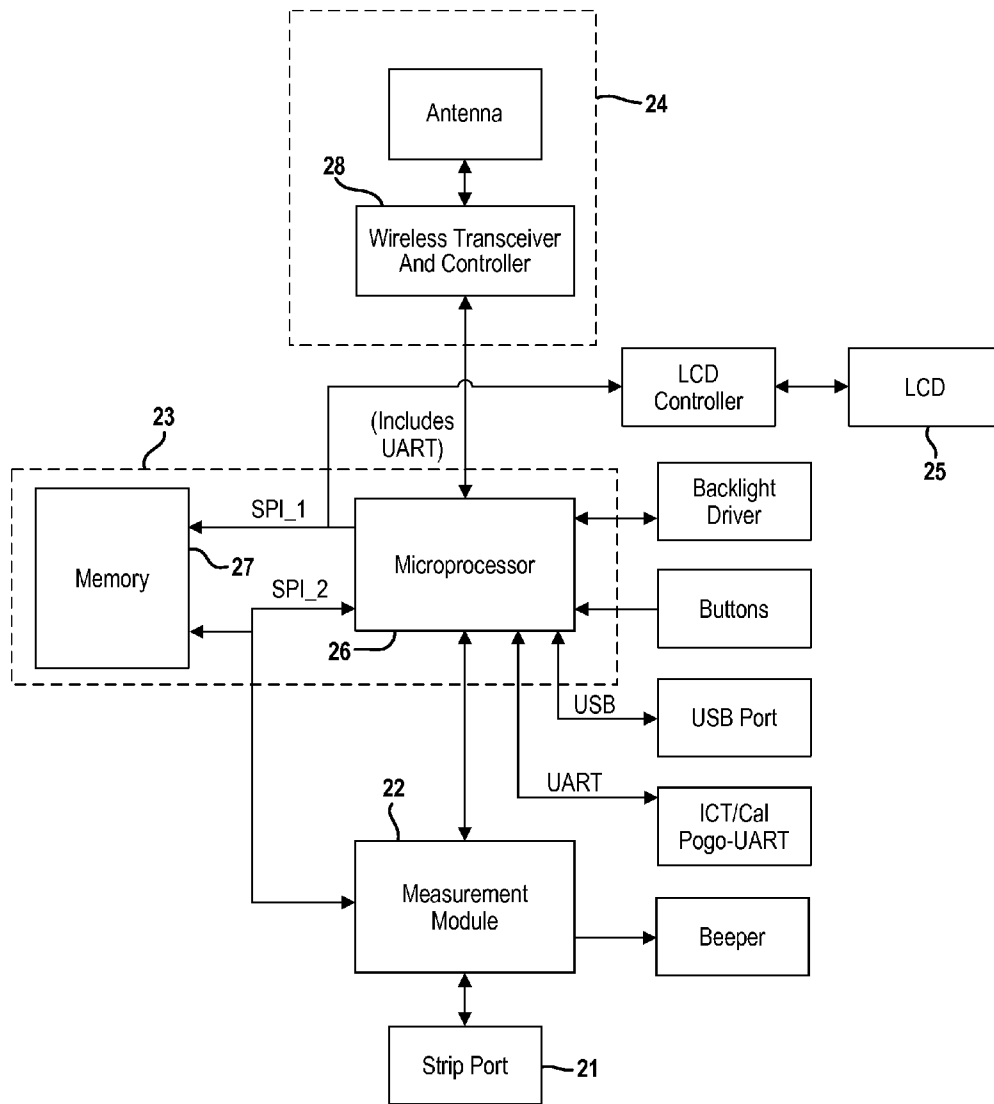 Antenna
24
28
Wireless Transceiver
And Controller
LCD
Controller
LCD
25
(Includes
UART)
23
SPI_1
27
Memory
SPI_2
Microprocessor
26
Backlight
Driver
Buttons
USB
USB Port
UART
ICT/Cal
Pogo-UART
22
Measurement
Module
Beeper
Strip Port
21